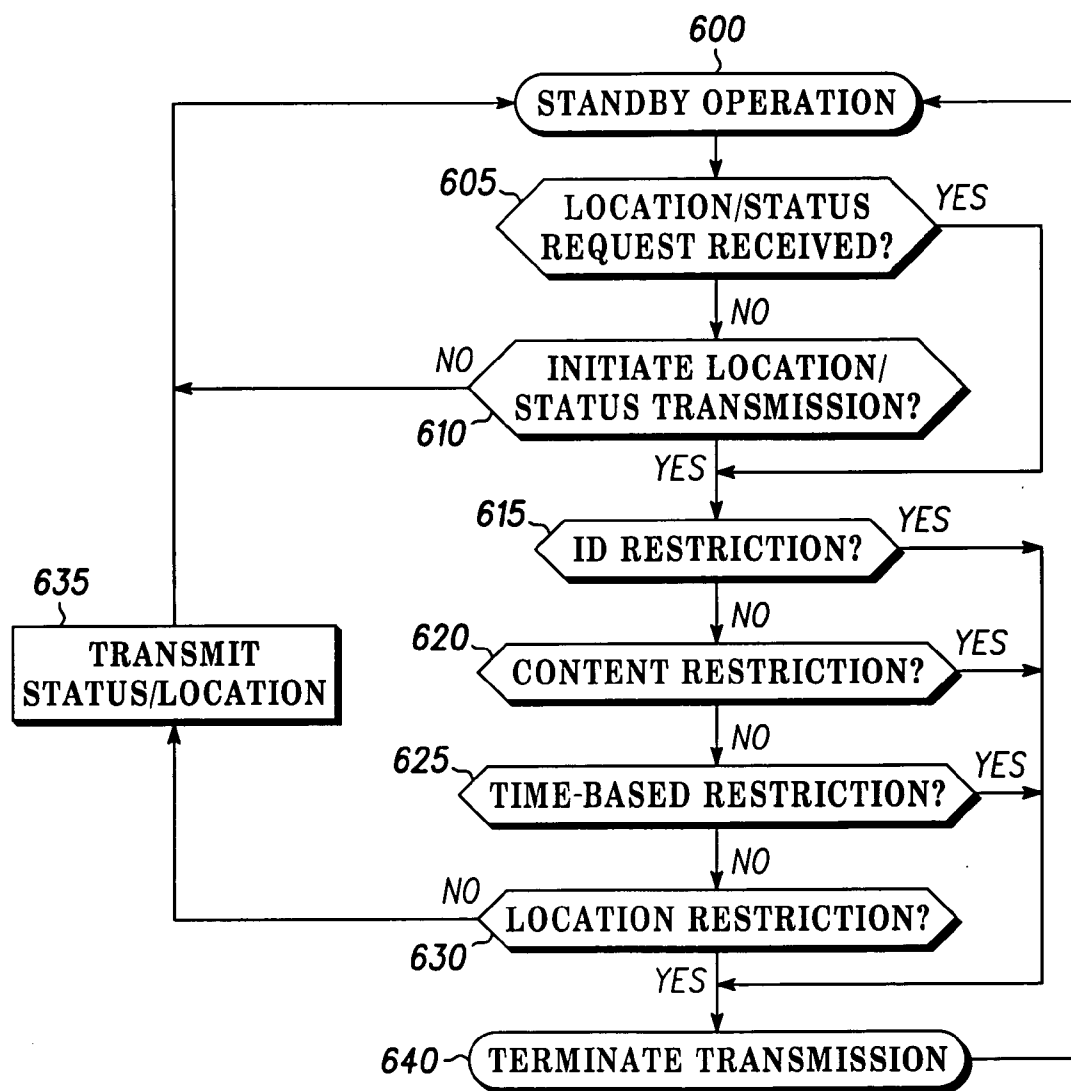 600
STANDBY OPERATION
605
LOCATION/STATUS
REQUEST RECEIVED?
YES
NO
NO
INITIATE LOCATION/
STATUS TRANSMISSION?
610
YES
615
ID RESTRICTION?
YES
635
TRANSMIT
STATUS/LOCATION
NO
620
CONTENT RESTRICTION?
YES
NO
625
TIME-BASED RESTRICTION?
YES
NO
NO
LOCATION RESTRICTION?
630
YES
640
TERMINATE TRANSMISSION